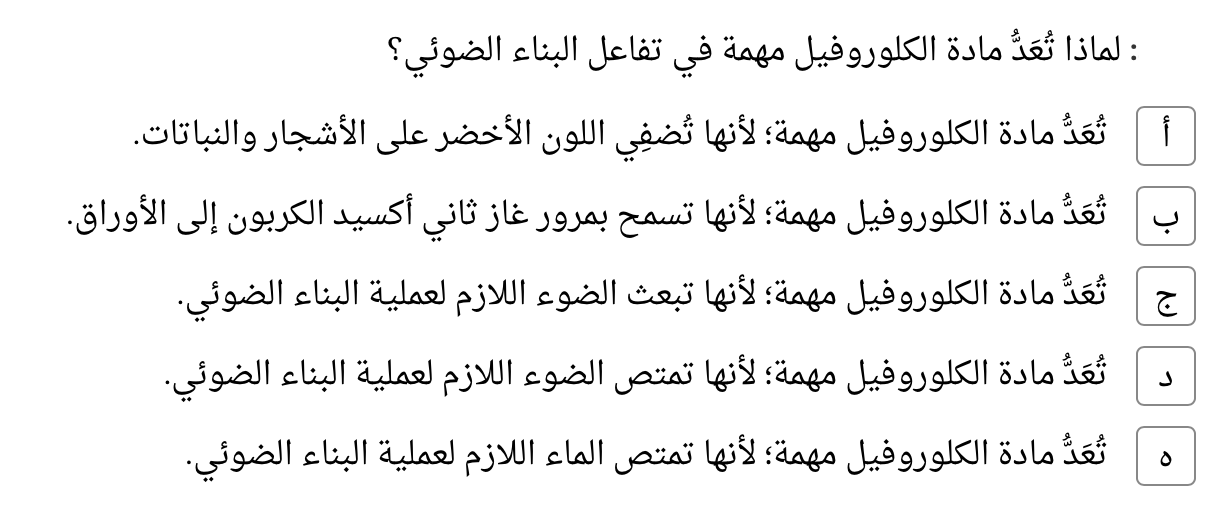 : لماذا تُعَدُّ مادة الكلوروفيل مهمة في تفاعل البناء الضوئي؟
أ تُعَدُّ مادة الكلوروفيل مهمة؛ لأنها تُضفِي اللون الأخضر على الأشجار والنباتات.
ب تُعَدُّ مادة الكلوروفيل مهمة؛ لأنها تسمح بمرور غاز ثاني أكسيد الكربون إلى الأوراق.
ج تُعَدُّ مادة الكلوروفيل مهمة؛ لأنها تبعث الضوء اللازم لعملية البناء الضوئي.
د تُعَدُّ مادة الكلوروفيل مهمة؛ لأنها تمتص الضوء اللازم لعملية البناء الضوئي.
ه تُعَدُّ مادة الكلوروفيل مهمة؛ لأنها تمتص الماء اللازم لعملية البناء الضوئي.